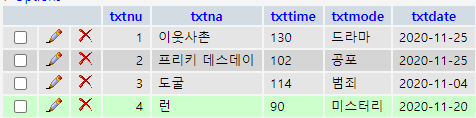 txtnu txtna txttime txtmode txtdate
1 이웃사촌 130 드라마 2020-11-25
2 프리키 데스데이 102 공포 2020-11-25
3 도굴 114 범죄 2020-11-04
4 런 90 미스터리 2020-11-20